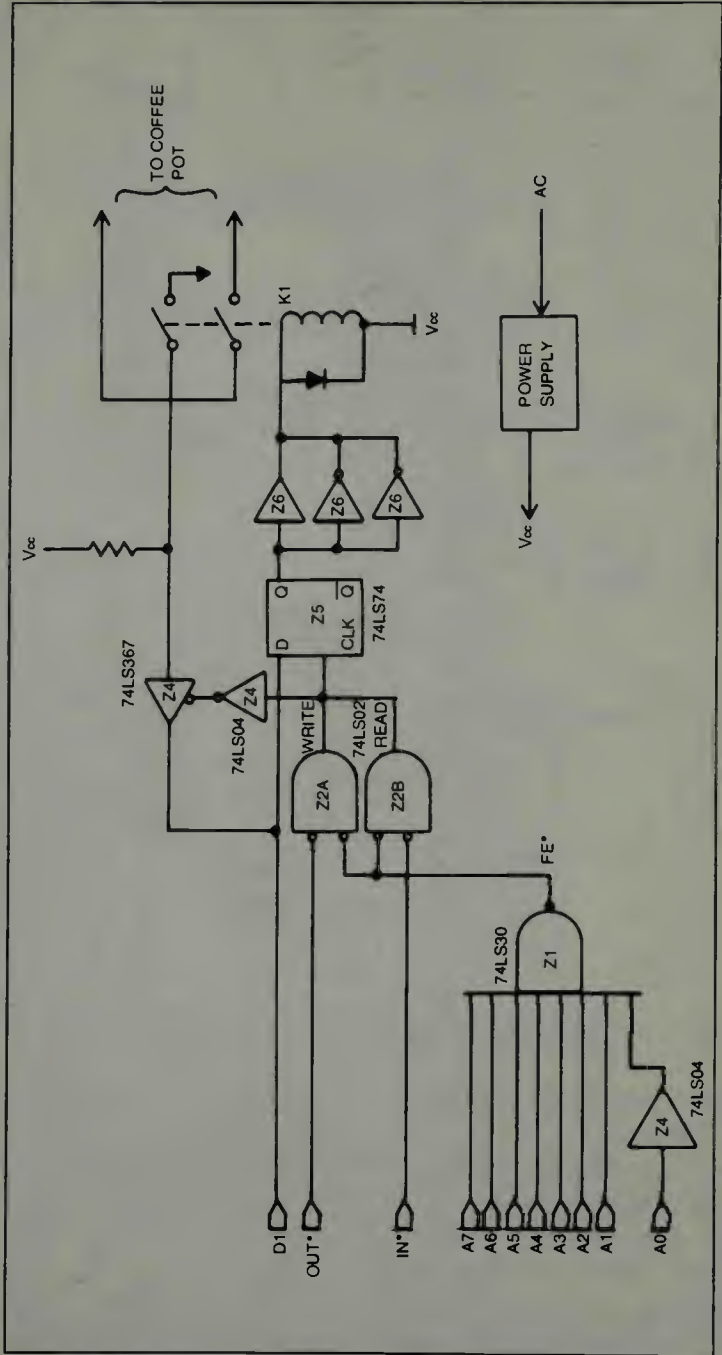 Vcc
TO COFFEE
POT
74LS367
Z4
74LS04
Z4
K1
Vcc
D
Q
Z5
CLK
Q
74LS74
Z6
Z6
Z6
WRITE
74LS02
READ
Z2A
Z2B
AC
POWER
SUPPLY
Vcc
FE*
74LS30
Z1
Z4
74LS04
D1
OUT*
IN*
A7
A6
A5
A4
A3
A2
A1
A0